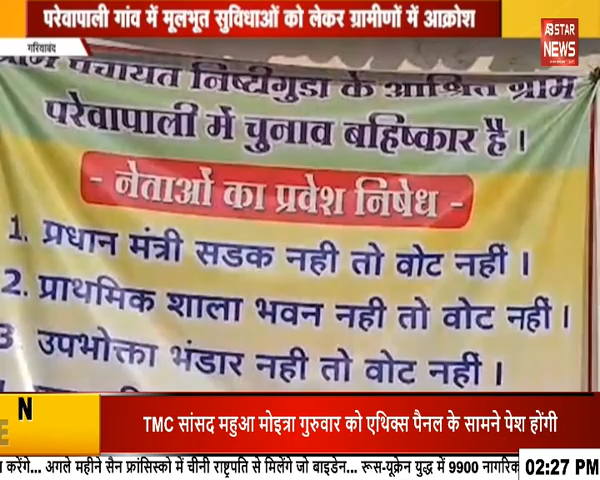 परेवापाली गांव में मूलभूत सुविधाओं को लेकर ग्रामीणों में आक्रोश
A3
STAR
NEWS
गरियाबंद
ग्राम पंचायत निष्टीगुडा के आश्रित ग्राम
परेवापाली में चुनाव बहिष्कार है।
- नेताओं का प्रवेश निषेध -
1. प्रधान मंत्री सडक नही तो वोट नहीं ।
2. प्राथमिक शाला भवन नही तो वोट नहीं ।
3 उपभोक्ता भंडार नही तो वोट नहीं ।
N
TMC सांसद महुआ मोइत्रा गुरुवार को एथिक्स पैनल के सामने पेश होंगी
करेंगे... अगले महीने सैन फ्रांसिस्को में चीनी राष्ट्रपति से मिलेंगे जो बाइडेन... रूस-यूक्रेन युद्ध में 9900 नागरिक
02:27 PM